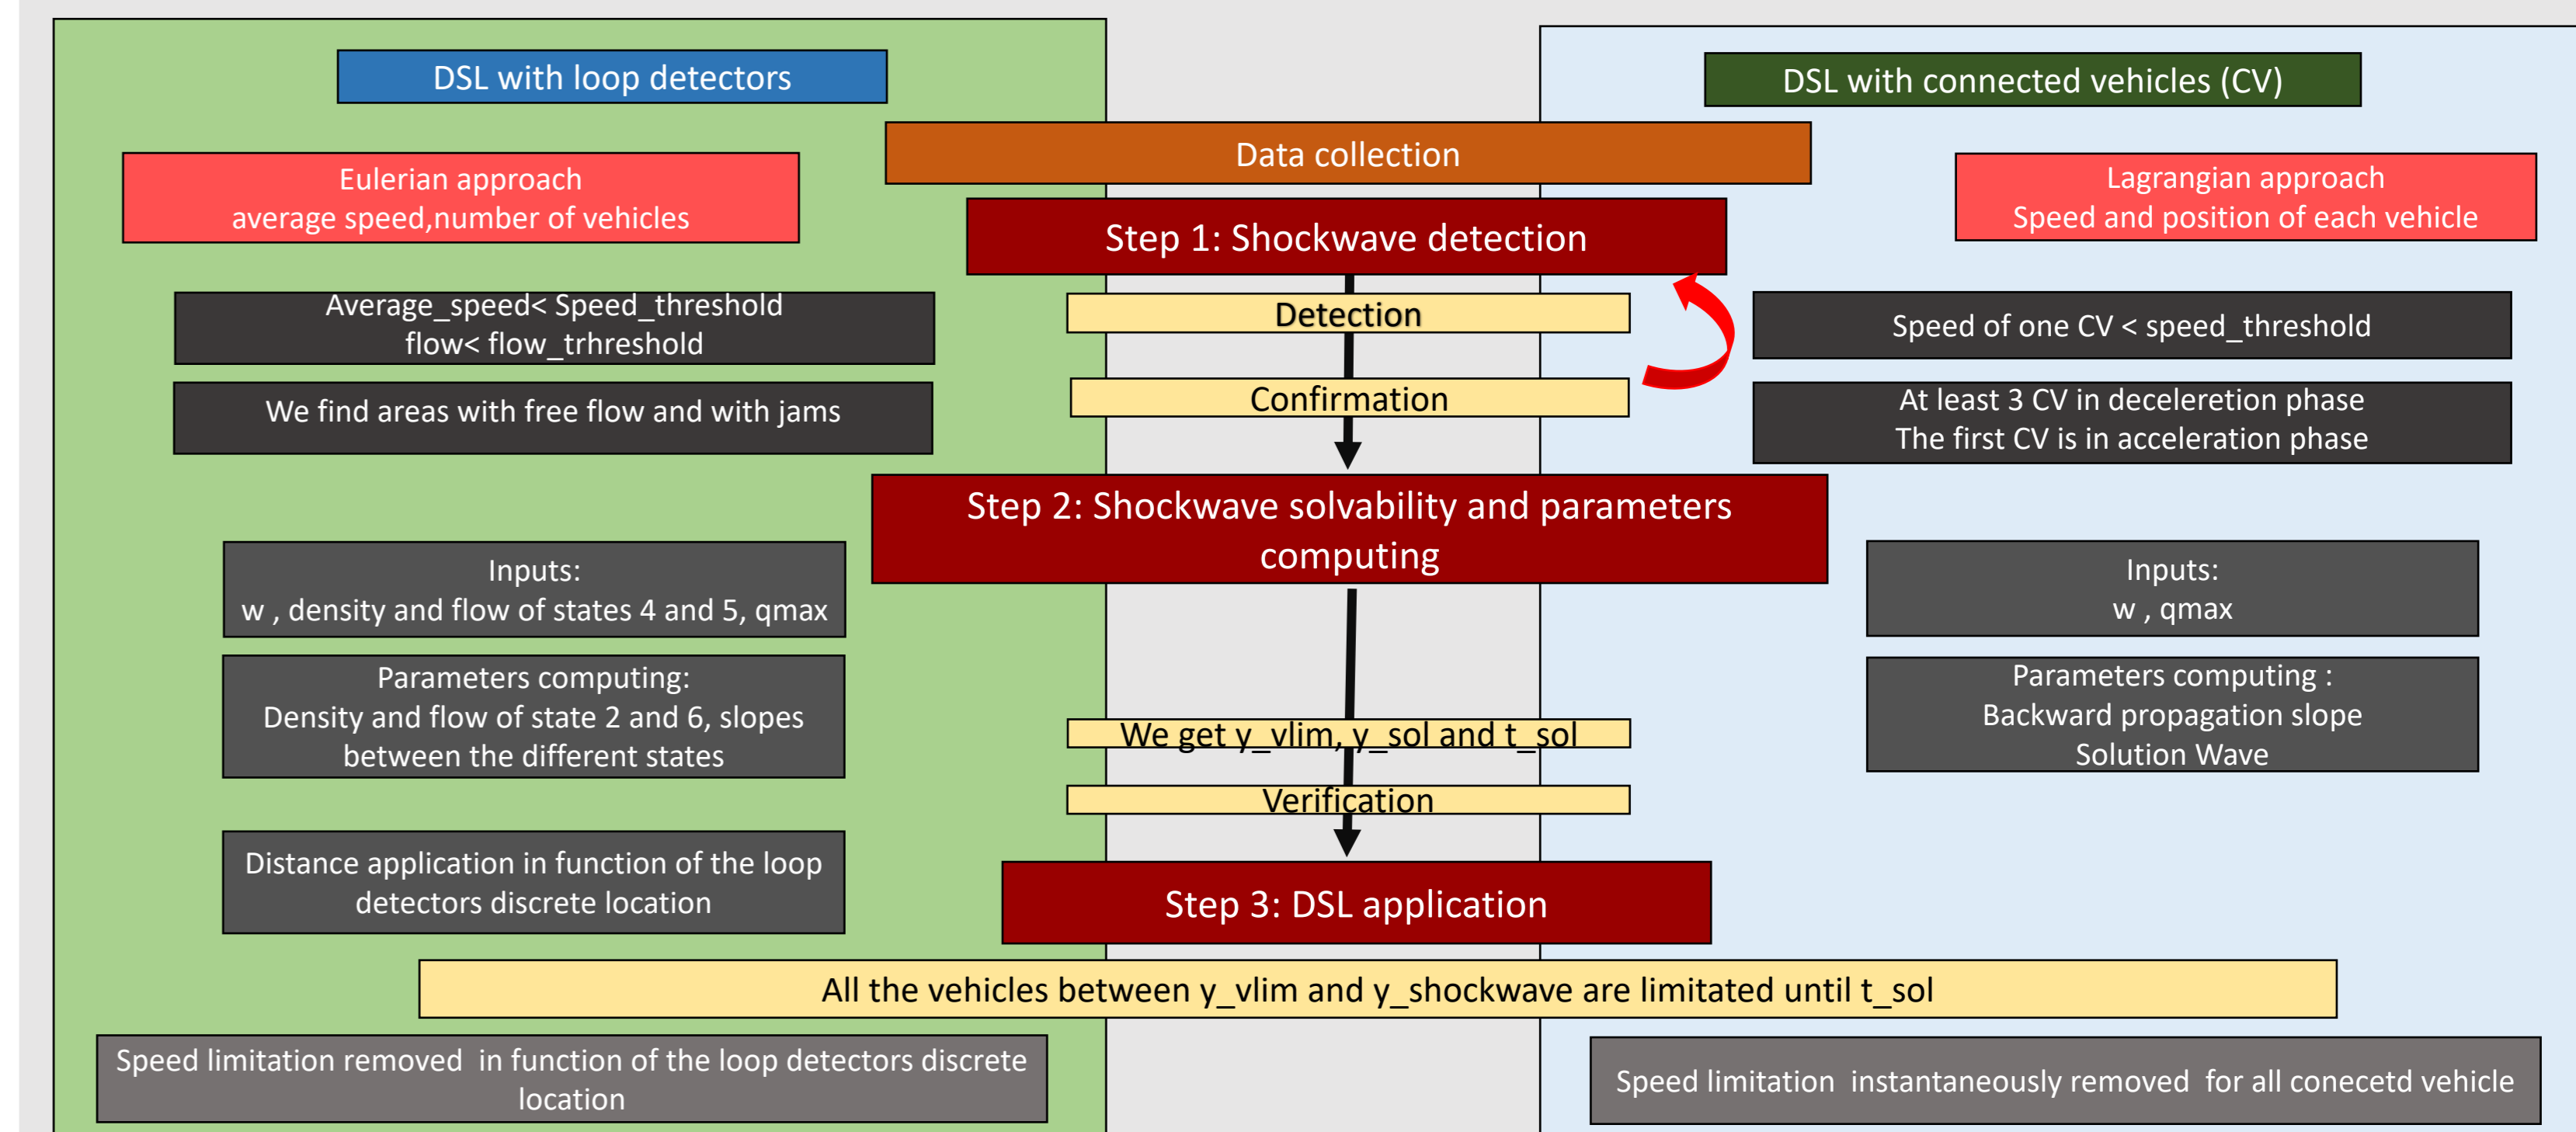 DSL with loop detectors
DSL with connected vehicles (CV)
Data collection
Eulerian approach
average speed,number of vehicles
Lagrangian approach
Speed and position of each vehicle
Step 1: Shockwave detection
Average_speed< Speed_threshold
flow< flow_trhreshold
Detection
Speed of one CV < speed_threshold
We find areas with free flow and with jams
Confirmation
At least 3 CV in deceleretion phase
The first CV is in acceleration phase
Step 2: Shockwave solvability and parameters
computing
Inputs:
w , density and flow of states 4 and 5, qmax
Inputs:
w , qmax
Parameters computing:
Density and flow of state 2 and 6, slopes
between the different states
We get y_vlim, y_sol and t_sol
Parameters computing :
Backward propagation slope
Solution Wave
Verification
Distance application in function of the loop
detectors discrete location
Step 3: DSL application
All the vehicles between y_vlim and y_shockwave are limitated until t_sol
Speed limitation removed  in function of the loop detectors discrete
location
Speed limitation  instantaneously removed  for all conecetd vehicle